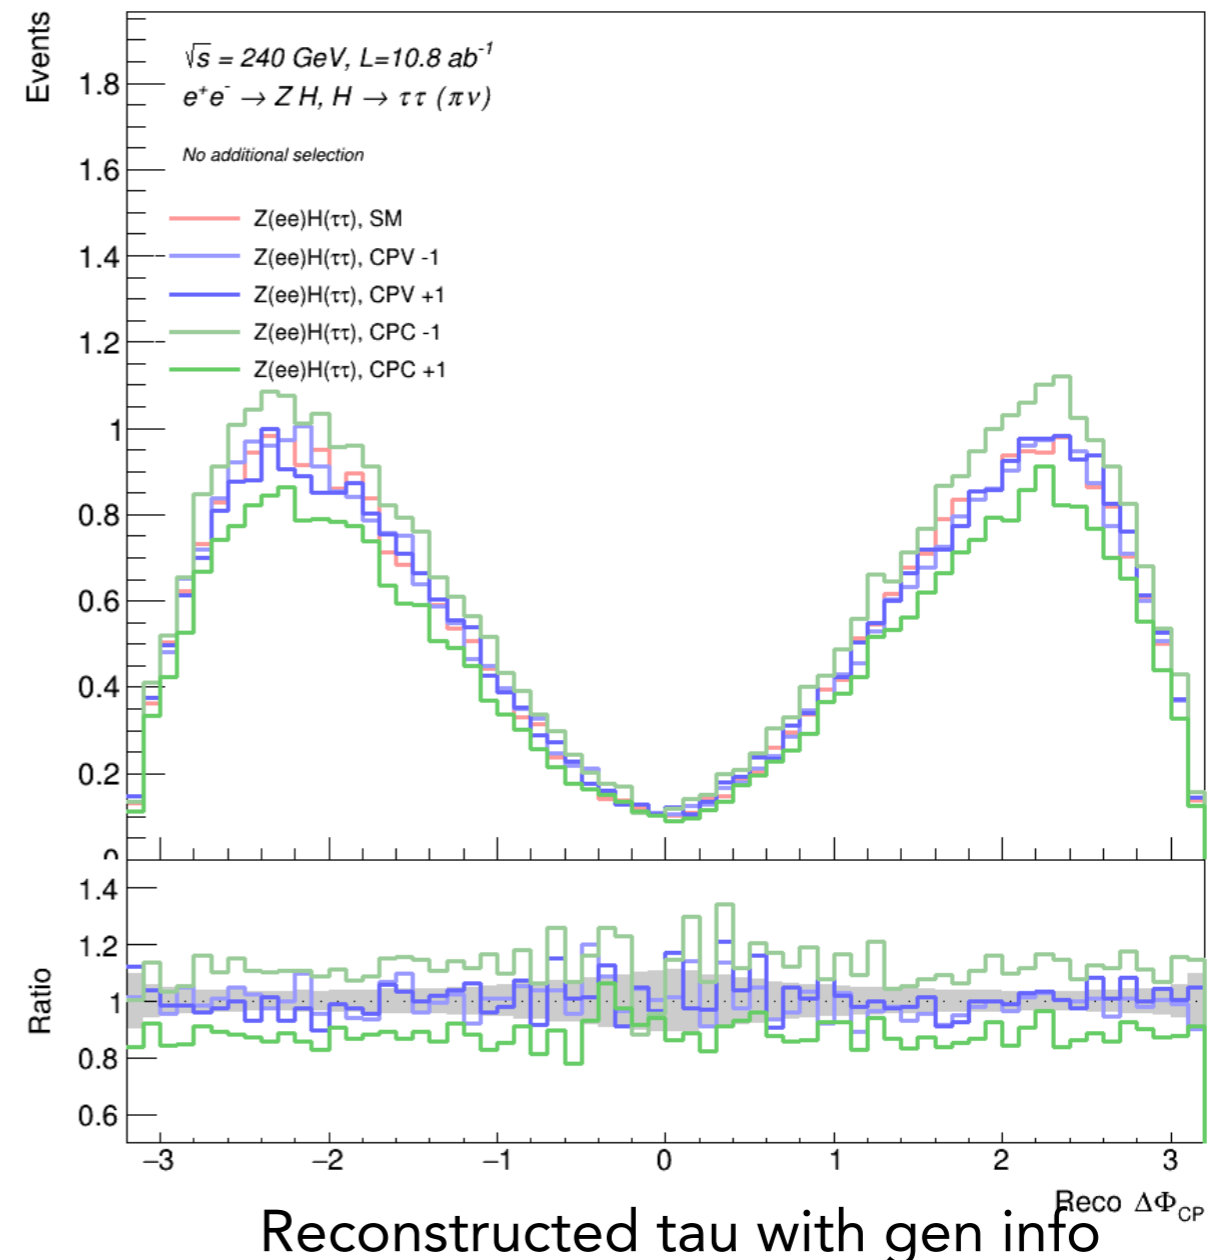 Events
√s = 240 GeV, L=10.8 ab⁻¹
e⁺e⁻ → Z H, H → ττ (πν)
No additional selection
Z(ee)H(ττ), SM
Z(ee)H(ττ), CPV -1
Z(ee)H(ττ), CPV +1
Z(ee)H(ττ), CPC -1
Z(ee)H(ττ), CPC +1
1.8
1.6
1.4
1.2
1
0.8
0.6
0.4
0.2
0
Ratio
1.4
1.2
1
0.8
0.6
−3 −2 −1 0 1 2 3
Reco ΔΦCP
Reconstructed tau with gen info